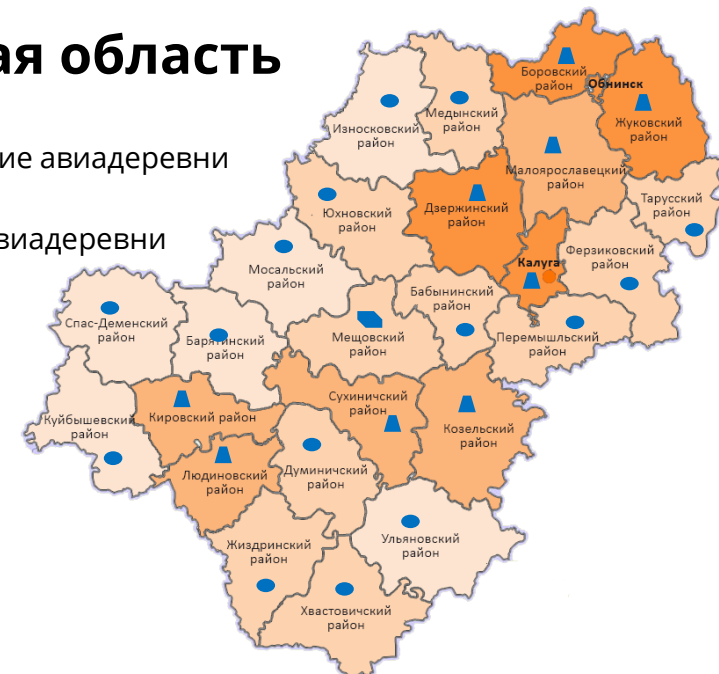 ая область
ие авиадеревни
виадеревни
Боровский
район
Обнинск
Жуковский
район
Медынский
район
Износковский
район
Малоярославецкий
район
Тарусский
район
Юхновский
район
Дзержинский
район
Ферзиковский
район
Калуга
Мосальский
район
Бабынинский
район
Спас-Деменский
район
Барятинский
район
Мещовский
район
Перемышльский
район
Куйбышевский
район
Кировский район
Сухиничский
район
Козельский
район
Людиновский
район
Думиничский
район
Ульяновский
район
Жиздринский
район
Хвастовичский
район